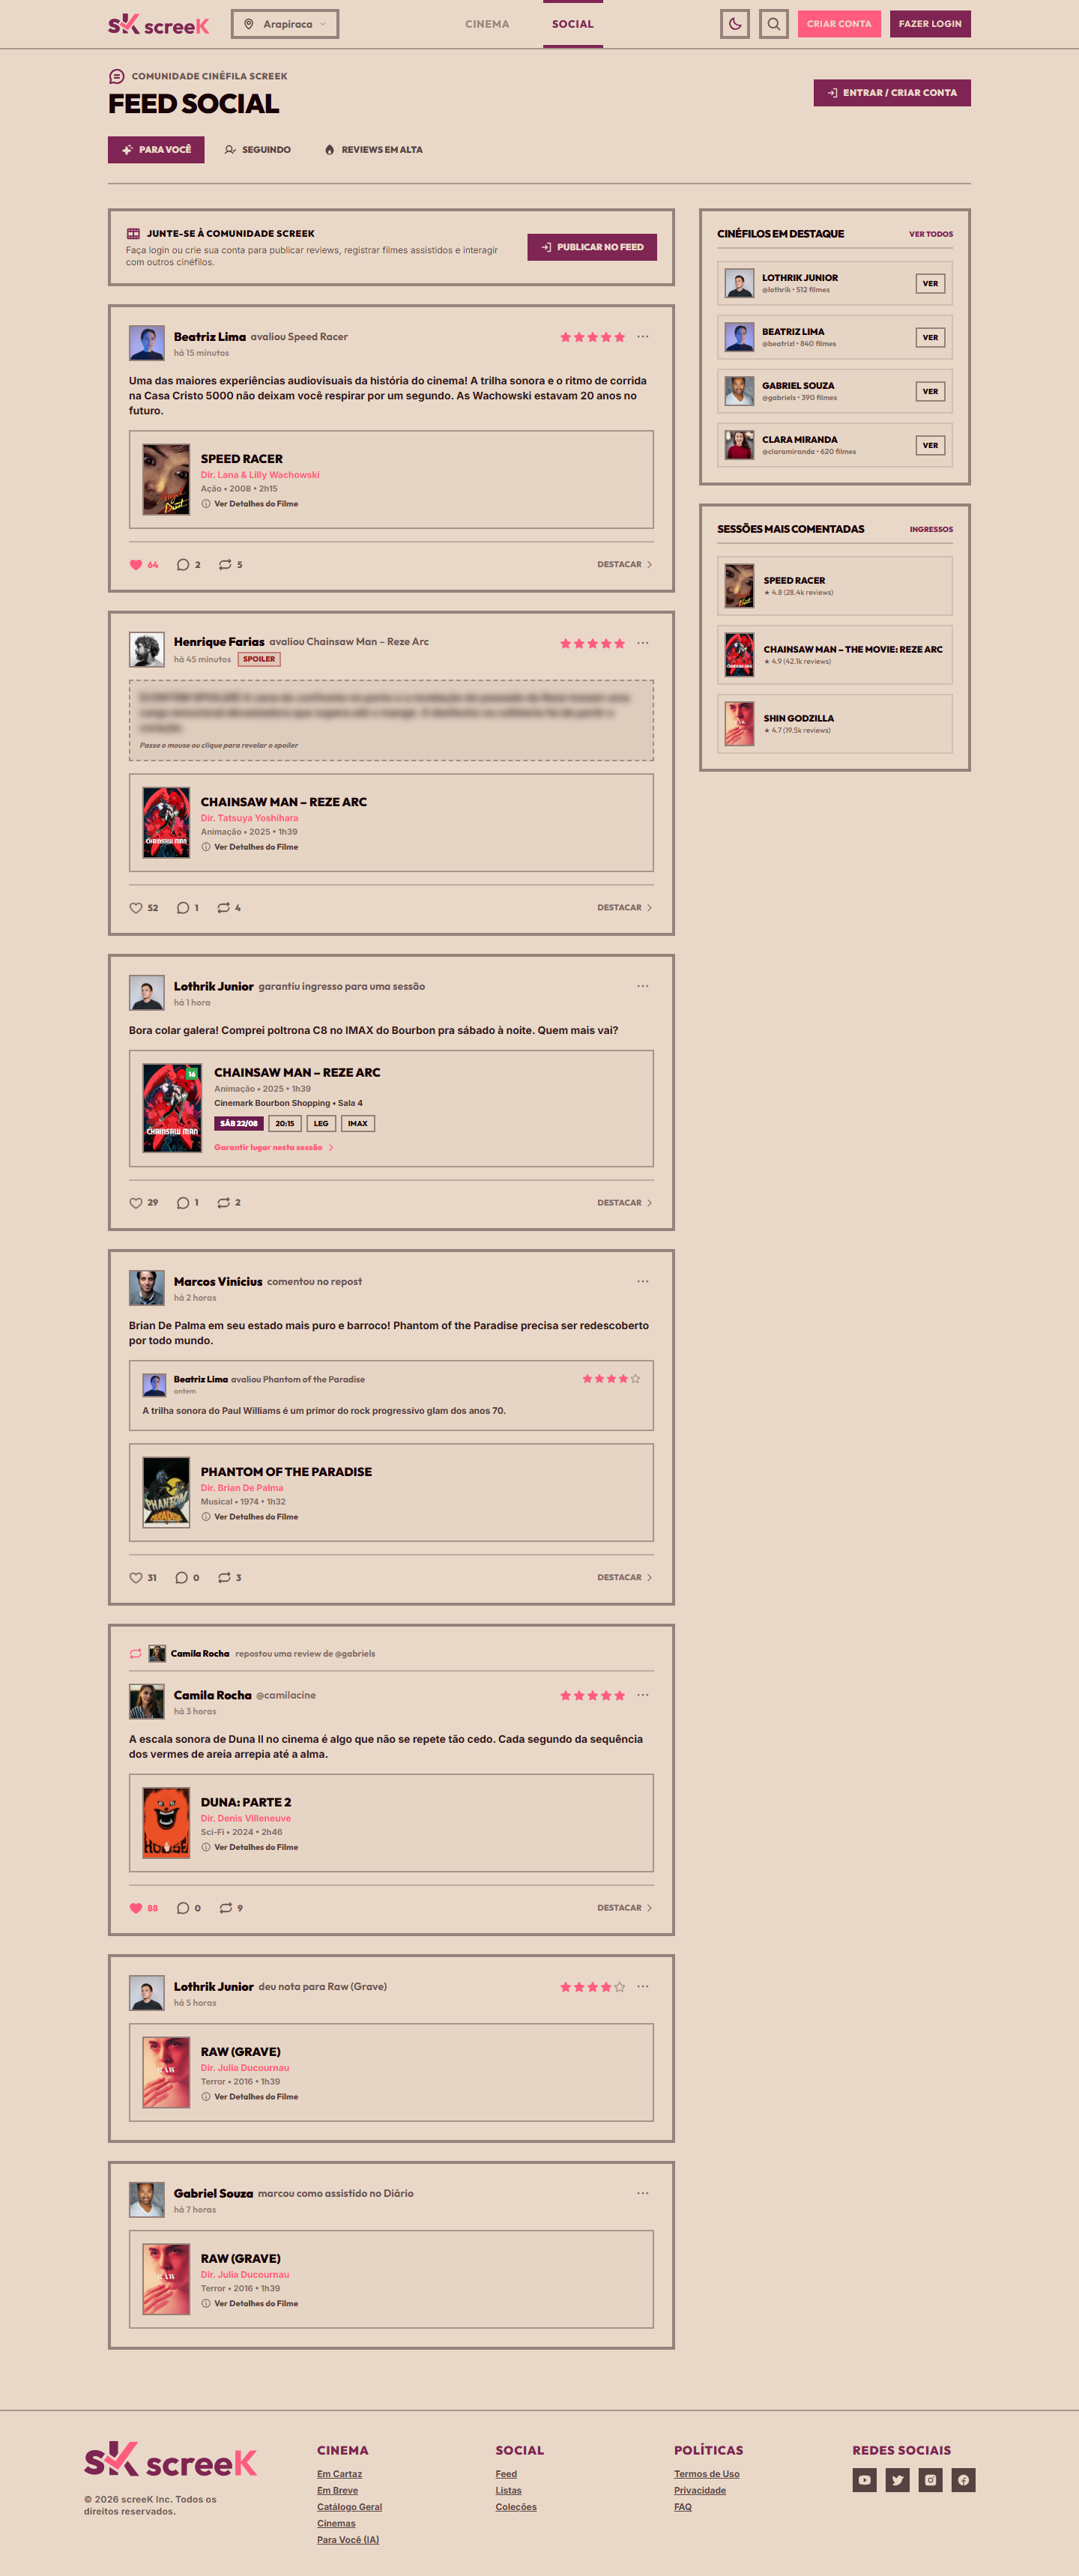 sK screeK
Arapiraca
CINEMA
SOCIAL
CRIAR CONTA
FAZER LOGIN
COMUNIDADE CINÉFILA SCREEK
FEED SOCIAL
ENTRAR / CRIAR CONTA
PARA VOCÊ
SEGUINDO
REVIEWS EM ALTA
JUNTE-SE À COMUNIDADE SCREEK
Faça login ou crie sua conta para publicar reviews, registrar filmes assistidos e interagir
com outros cinéfilos.
PUBLICAR NO FEED
Beatriz Lima avaliou Speed Racer
há 15 minutos
Uma das maiores experiências audiovisuais da história do cinema! A trilha sonora e o ritmo de corrida
na Casa Cristo 5000 não deixam você respirar por um segundo. As Wachowski estavam 20 anos no
futuro.
SPEED RACER
Dir. Lana & Lilly Wachowski
Ação • 2008 • 2h15
Ver Detalhes do Filme
64
2
5
DESTACAR
Henrique Farias avaliou Chainsaw Man – Reze Arc
há 45 minutos SPOILER
Passe o mouse ou clique para revelar o spoiler
CHAINSAW MAN
CHAINSAW MAN – REZE ARC
Dir. Tatsuya Yoshihara
Animação • 2025 • 1h39
Ver Detalhes do Filme
52
1
4
DESTACAR
Lothrik Junior garantiu ingresso para uma sessão
há 1 hora
Bora colar galera! Comprei poltrona C8 no IMAX do Bourbon pra sábado à noite. Quem mais vai?
16
CHAINSAW MAN
CHAINSAW MAN – REZE ARC
Animação • 2025 • 1h39
Cinemark Bourbon Shopping • Sala 4
SÁB 22/08
20:15
LEG
IMAX
Garantir lugar nesta sessão
29
1
2
DESTACAR
Marcos Vinícius comentou no repost
há 2 horas
Brian De Palma em seu estado mais puro e barroco! Phantom of the Paradise precisa ser redescoberto
por todo mundo.
Beatriz Lima avaliou Phantom of the Paradise
ontem
A trilha sonora do Paul Williams é um primor do rock progressivo glam dos anos 70.
PHANTOM
PARADISE
PHANTOM OF THE PARADISE
Dir. Brian De Palma
Musical • 1974 • 1h32
Ver Detalhes do Filme
31
0
3
DESTACAR
Camila Rocha repostou uma review de @gabriels
Camila Rocha @camilacine
há 3 horas
A escala sonora de Duna II no cinema é algo que não se repete tão cedo. Cada segundo da sequência
dos vermes de areia arrepia até a alma.
HOUSE
DUNA: PARTE 2
Dir. Denis Villeneuve
Sci-Fi • 2024 • 2h46
Ver Detalhes do Filme
88
0
9
DESTACAR
Lothrik Junior deu nota para Raw (Grave)
há 5 horas
RAW
RAW (GRAVE)
Dir. Julia Ducournau
Terror • 2016 • 1h39
Ver Detalhes do Filme
Gabriel Souza marcou como assistido no Diário
há 7 horas
RAW
RAW (GRAVE)
Dir. Julia Ducournau
Terror • 2016 • 1h39
Ver Detalhes do Filme
CINÉFILOS EM DESTAQUE
VER TODOS
LOTHRIK JUNIOR
@lothrik • 512 filmes
VER
BEATRIZ LIMA
@beatrizl • 840 filmes
VER
GABRIEL SOUZA
@gabriels • 390 filmes
VER
CLARA MIRANDA
@claramiranda • 620 filmes
VER
SESSÕES MAIS COMENTADAS
INGRESSOS
SPEED RACER
★ 4.8 (28.4k reviews)
CHAINSAW MAN – THE MOVIE: REZE ARC
★ 4.9 (42.1k reviews)
SHIN GODZILLA
★ 4.7 (19.5k reviews)
sK screeK
© 2026 screeK Inc. Todos os
direitos reservados.
CINEMA
Em Cartaz
Em Breve
Catálogo Geral
Cinemas
Para Você (IA)
SOCIAL
Feed
Listas
Coleções
POLÍTICAS
Termos de Uso
Privacidade
FAQ
REDES SOCIAIS